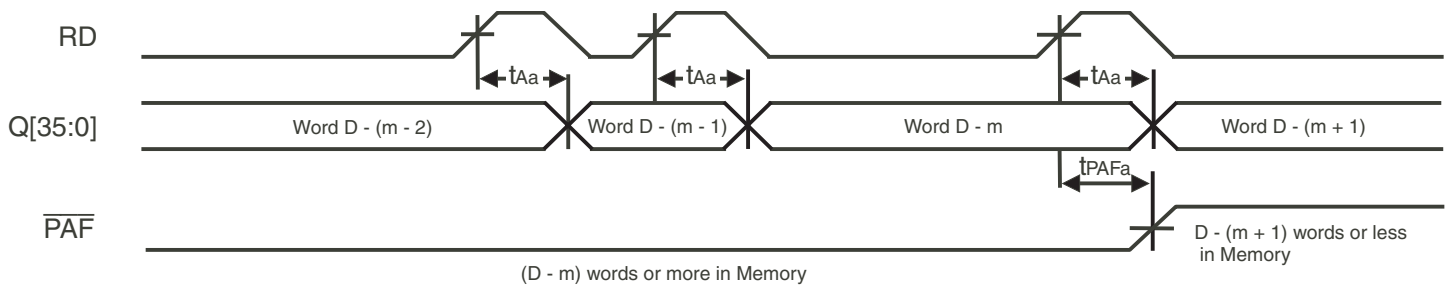 RD
tAa
tAa
tAa
Q[35:0]
Word D - (m - 2)
Word D - (m - 1)
Word D - m
Word D - (m + 1)
tPAFa
PAF
D - (m + 1) words or less
in Memory
(D - m) words or more in Memory